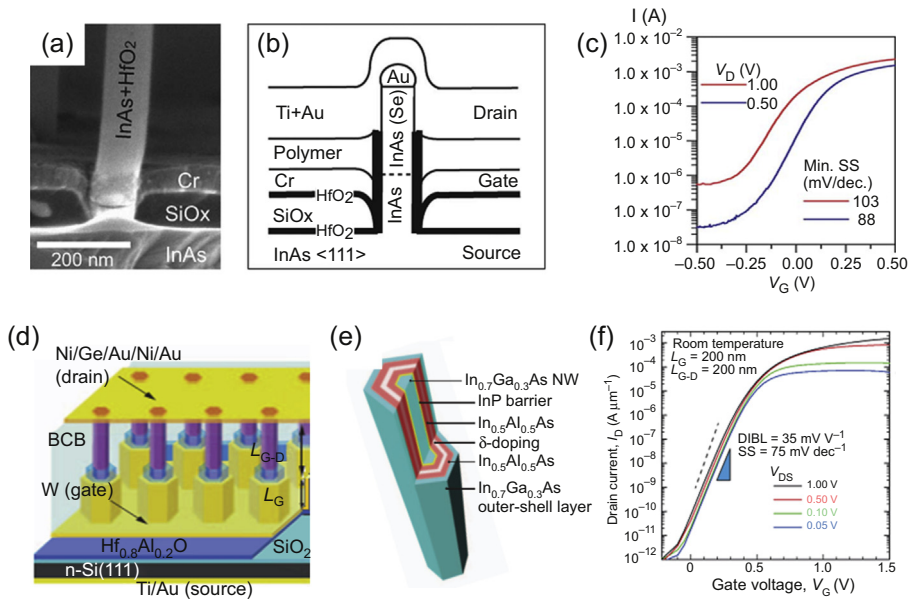 (a)
InAs+HfO2
Cr
SiOx
200 nm
InAs
(b)
Au
Ti+Au
InAs (Se)
Drain
Polymer
Cr
HfO2
Gate
SiOx
InAs
HfO2
InAs <111>
Source
(c)
I (A)
1.0 x 10⁻¹
1.0 x 10⁻²
1.0 x 10⁻³
1.0 x 10⁻⁴
1.0 x 10⁻⁵
1.0 x 10⁻⁶
1.0 x 10⁻⁷
1.0 x 10⁻⁸
VD (V)
1.00
0.50
Min. SS
(mV/dec.)
103
88
−0.50 −0.25 0.00 0.25 0.50
VG (V)
(d)
Ni/Ge/Au/Ni/Au
(drain)
BCB
LG-D
W (gate)
LG
Hf0.8Al0.2O
SiO2
n-Si(111)
Ti/Au (source)
(e)
In0.7Ga0.3As NW
InP barrier
In0.5Al0.5As
δ-doping
In0.5Al0.5As
In0.7Ga0.3As
outer-shell layer
(f)
Drain current, ID (A μm⁻¹)
10⁻³
10⁻⁴
10⁻⁵
10⁻⁶
10⁻⁷
10⁻⁸
10⁻⁹
10⁻¹⁰
10⁻¹¹
10⁻¹²
Room temperature
LG = 200 nm
LG-D = 200 nm
DIBL = 35 mV V⁻¹
SS = 75 mV dec⁻¹
VDS
1.00 V
0.50 V
0.10 V
0.05 V
0.0 0.5 1.0 1.5
Gate voltage, VG (V)